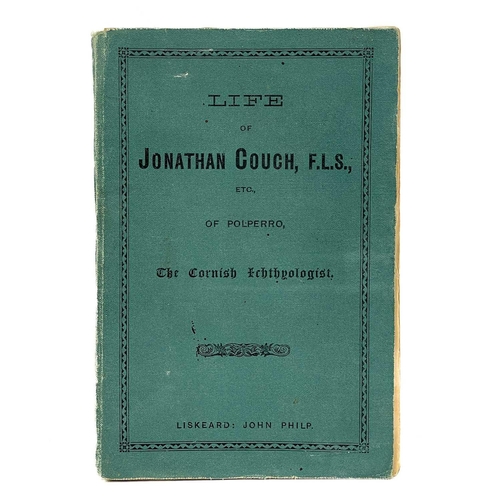 LIFE
OF
JONATHAN COUCH, F.L.S.,
ETC.,
OF POLPERRO,
The Cornish Ichthyologist.
LISKEARD: JOHN PHILP.